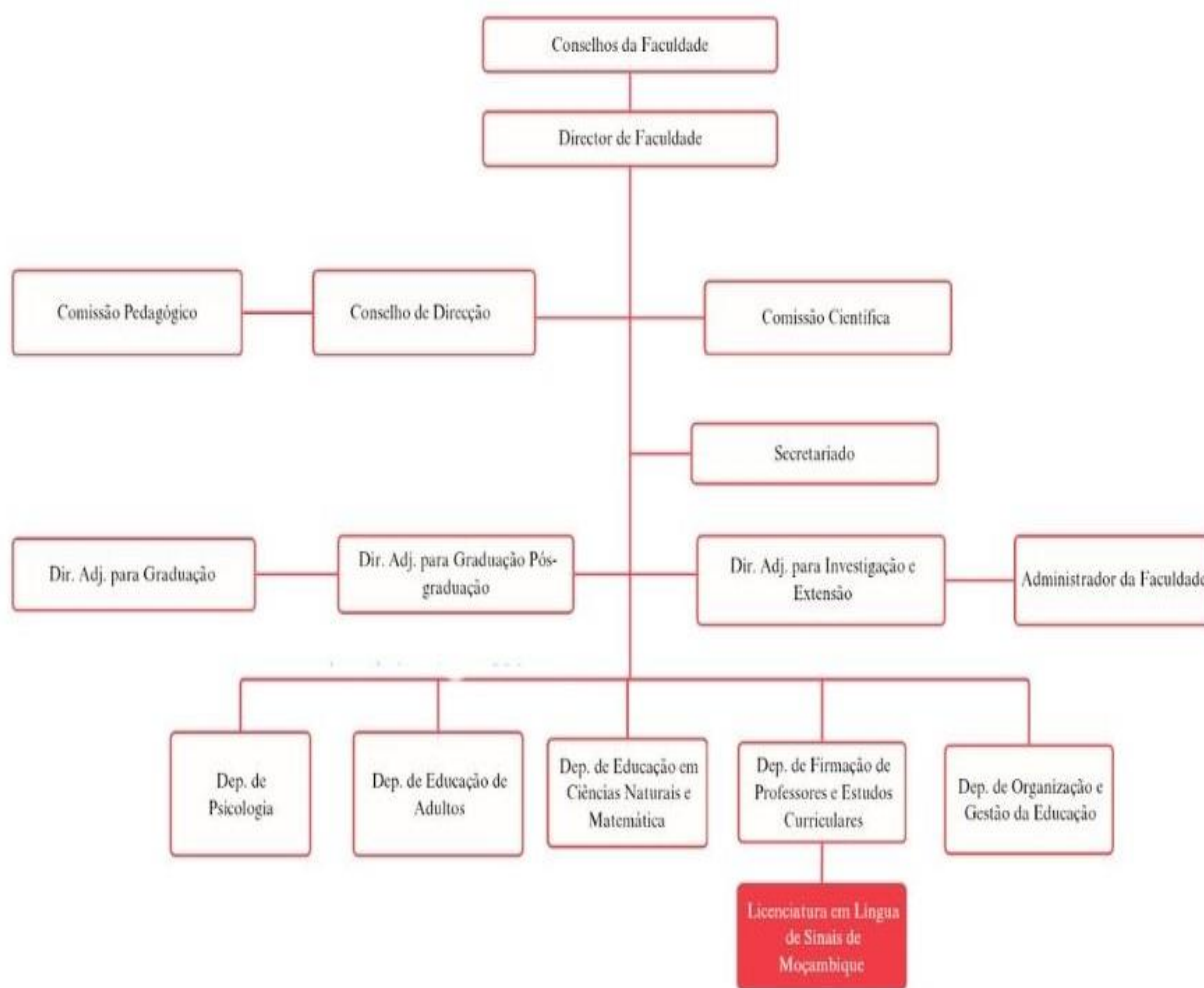 Conselhos da Faculdade
Director de Faculdade
Comissão Pedagógico
Conselho de Direcção
Comissão Científica
Secretariado
Dir. Adj. para Graduação
Dir. Adj. para Graduação Pós-
graduação
Dir. Adj. para Investigação e
Extensão
Administrador da Faculdade
Dep. de
Psicologia
Dep. de Educação de
Adultos
Dep. de Educação em
Ciências Naturais e
Matemática
Dep. de Firmação de
Professores e Estudos
Curriculares
Dep. de Organização e
Gestão da Educação
Licenciatura em Língua
de Sinais de
Moçambique